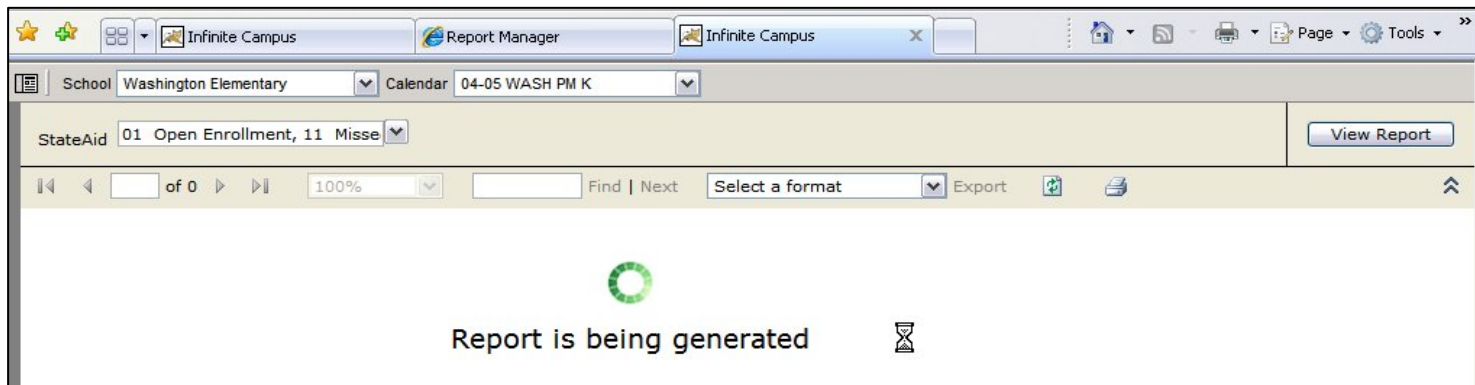 Infinite Campus Report Manager Infinite Campus x Page Tools »
School Washington Elementary Calendar 04-05 WASH PM K
StateAid 01 Open Enrollment, 11 Misse View Report
of 0 100% Find | Next Select a format Export
Report is being generated